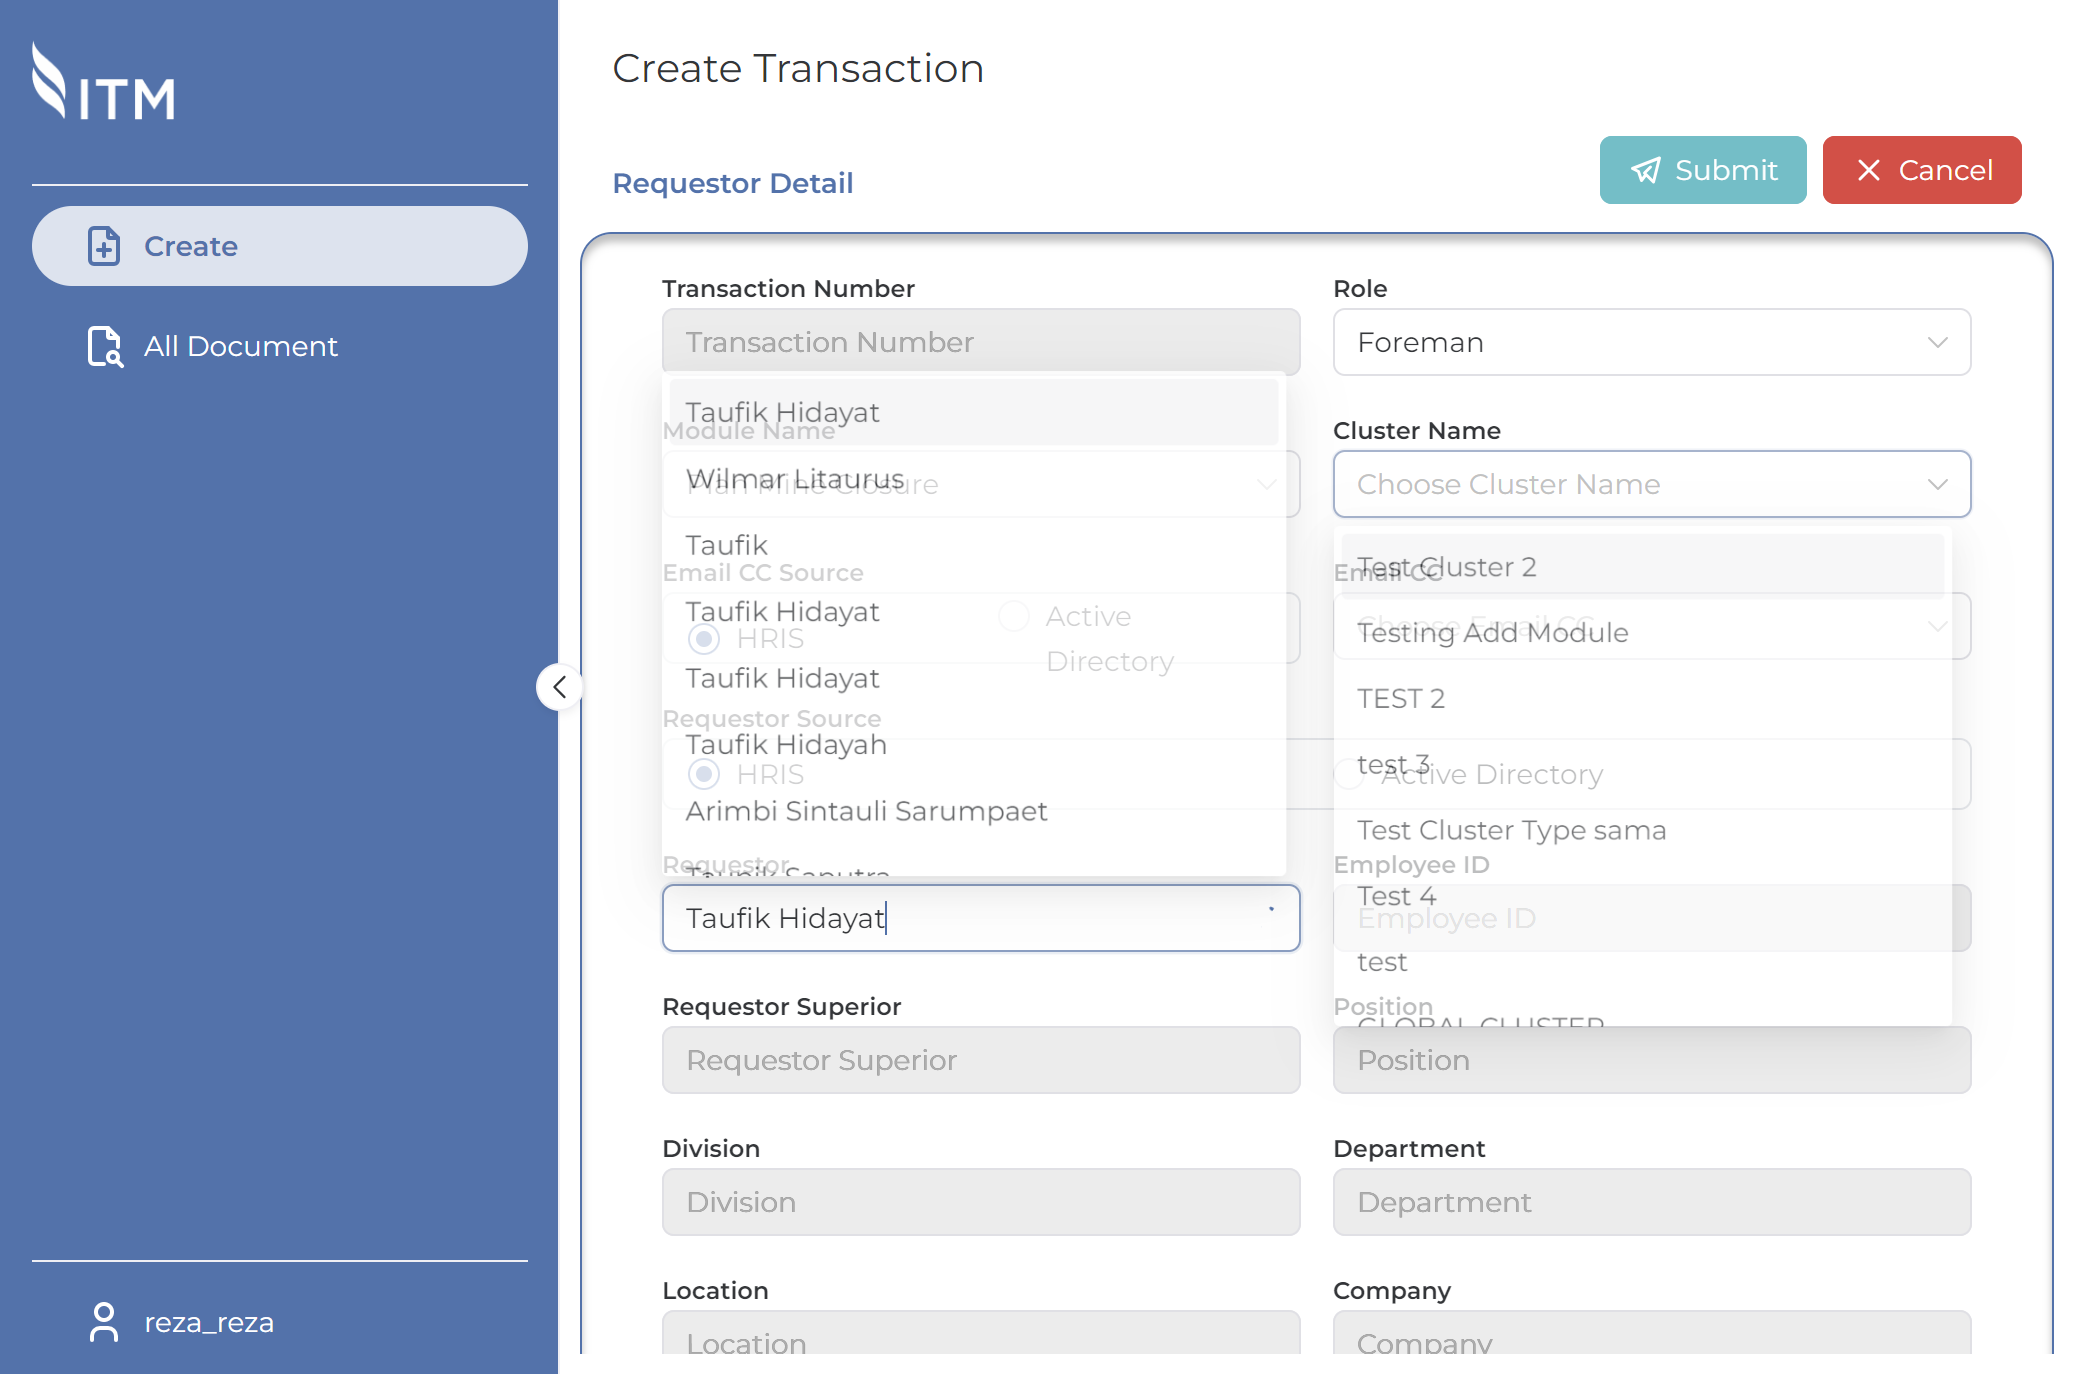 ITM
Create
All Document
reza_reza
Create Transaction
Requestor Detail
Submit
Cancel
Transaction Number
Transaction Number
Role
Foreman
Module Name
Plan Mine Closure
Cluster Name
Choose Cluster Name
Taufik Hidayat
Wilmar Litaurus
Taufik
Taufik Hidayat
Taufik Hidayat
Taufik Hidayah
Arimbi Sintauli Sarumpaet
Taupik Saputra
Email CC Source
HRIS
Active
Directory
Email CC
Choose Email CC
Test Cluster 2
Testing Add Module
TEST 2
test 3
Test Cluster Type sama
Test 4
test
GLOBAL CLUSTER
Requestor Source
HRIS
Active Directory
Requestor
Taufik Hidayat
Employee ID
Employee ID
Requestor Superior
Requestor Superior
Position
Position
Division
Division
Department
Department
Location
Location
Company
Company